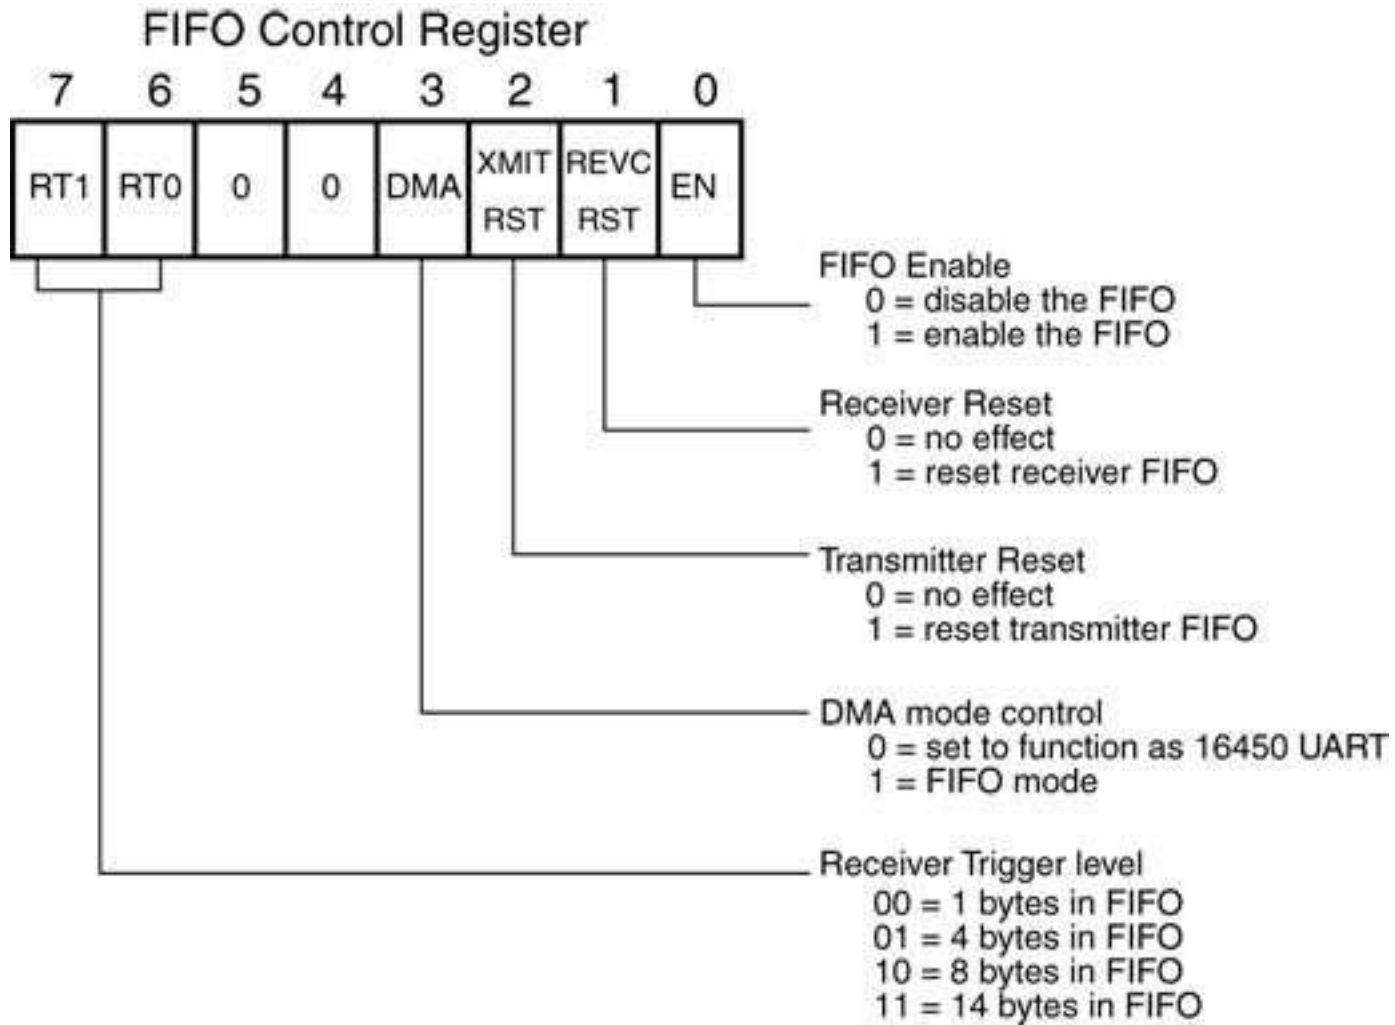 FIFO Control Register
7 6 5 4 3 2 1 0
RT1 RT0 0 0 DMA XMIT RST REVC RST EN
FIFO Enable
0 = disable the FIFO
1 = enable the FIFO
Receiver Reset
0 = no effect
1 = reset receiver FIFO
Transmitter Reset
0 = no effect
1 = reset transmitter FIFO
DMA mode control
0 = set to function as 16450 UART
1 = FIFO mode
Receiver Trigger level
00 = 1 bytes in FIFO
01 = 4 bytes in FIFO
10 = 8 bytes in FIFO
11 = 14 bytes in FIFO